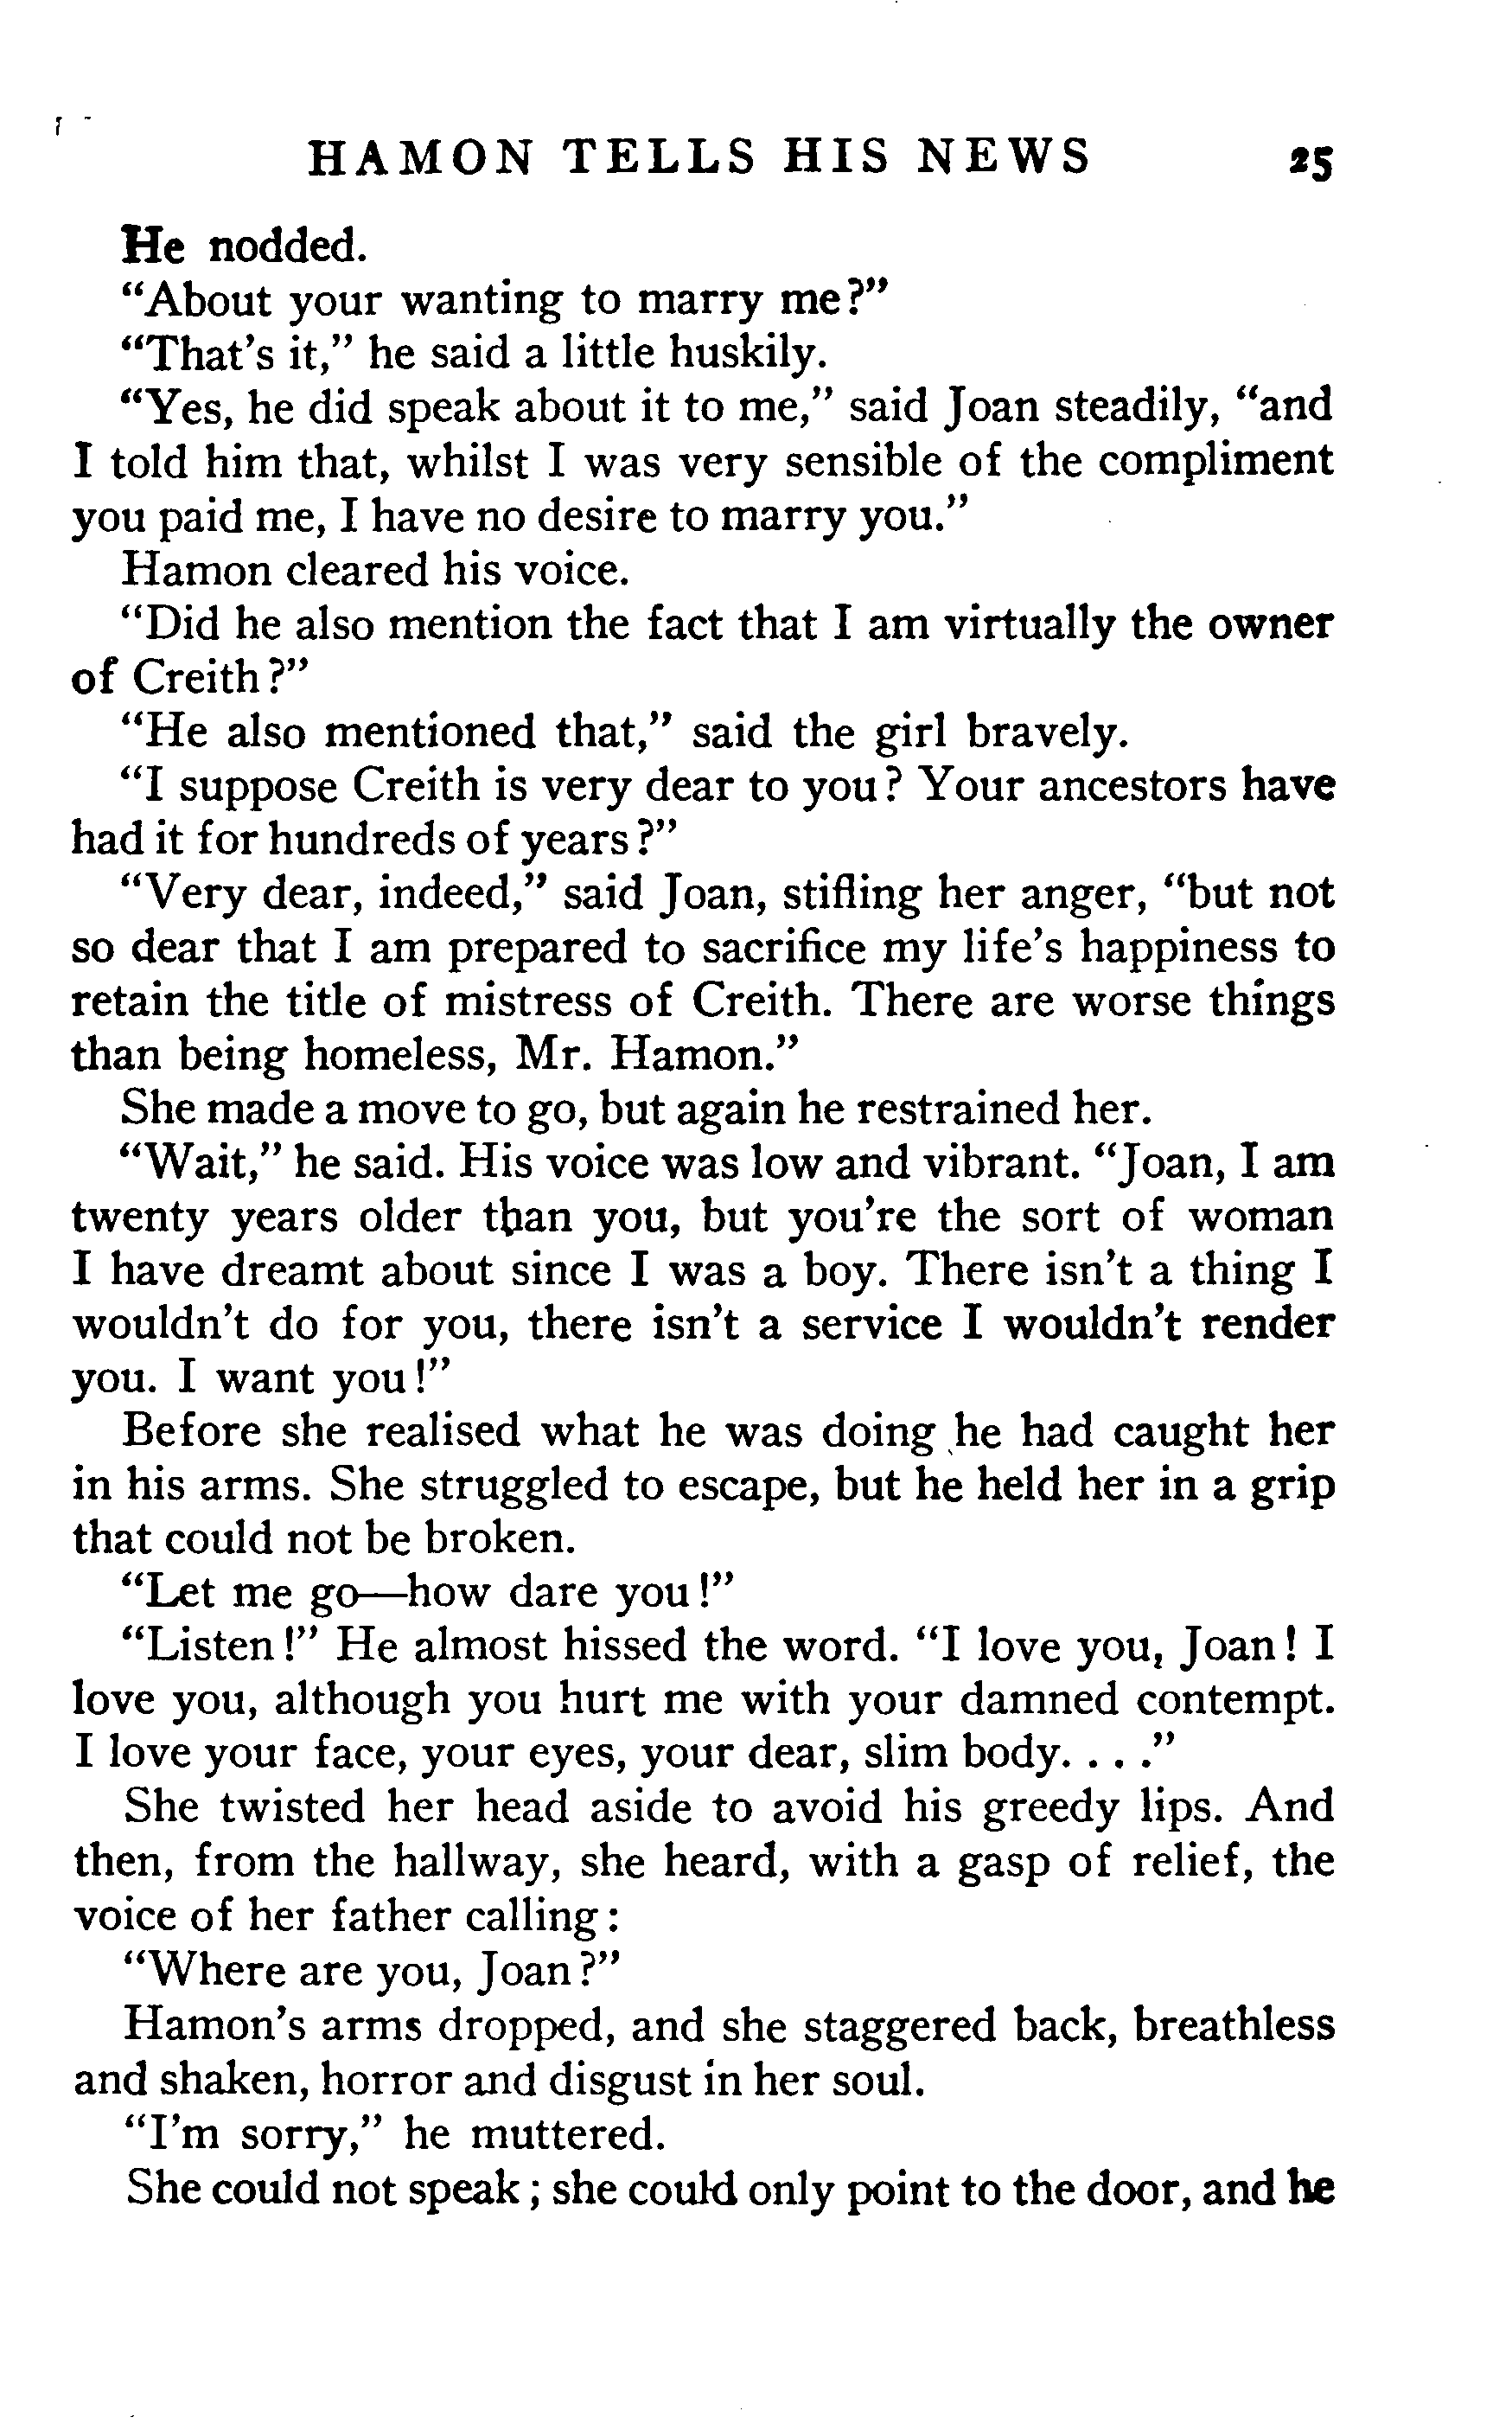 HAMON TELLS HIS NEWS 25
He nodded.
"About your wanting to marry me?"
"That's it," he said a little huskily.
"Yes, he did speak about it to me," said Joan steadily, "and
I told him that, whilst I was very sensible of the compliment
you paid me, I have no desire to marry you."
Hamon cleared his voice.
"Did he also mention the fact that I am virtually the owner
of Creith?"
"He also mentioned that," said the girl bravely.
"I suppose Creith is very dear to you? Your ancestors have
had it for hundreds of years?"
"Very dear, indeed," said Joan, stifling her anger, "but not
so dear that I am prepared to sacrifice my life's happiness to
retain the title of mistress of Creith. There are worse things
than being homeless, Mr. Hamon."
She made a move to go, but again he restrained her.
"Wait," he said. His voice was low and vibrant. "Joan, I am
twenty years older than you, but you're the sort of woman
I have dreamt about since I was a boy. There isn't a thing I
wouldn't do for you, there isn't a service I wouldn't render
you. I want you!"
Before she realised what he was doing he had caught her
in his arms. She struggled to escape, but he held her in a grip
that could not be broken.
"Let me go—how dare you!"
"Listen!" He almost hissed the word. "I love you, Joan! I
love you, although you hurt me with your damned contempt.
I love your face, your eyes, your dear, slim body. . . ."
She twisted her head aside to avoid his greedy lips. And
then, from the hallway, she heard, with a gasp of relief, the
voice of her father calling:
"Where are you, Joan?"
Hamon's arms dropped, and she staggered back, breathless
and shaken, horror and disgust in her soul.
"I'm sorry," he muttered.
She could not speak; she could only point to the door, and he